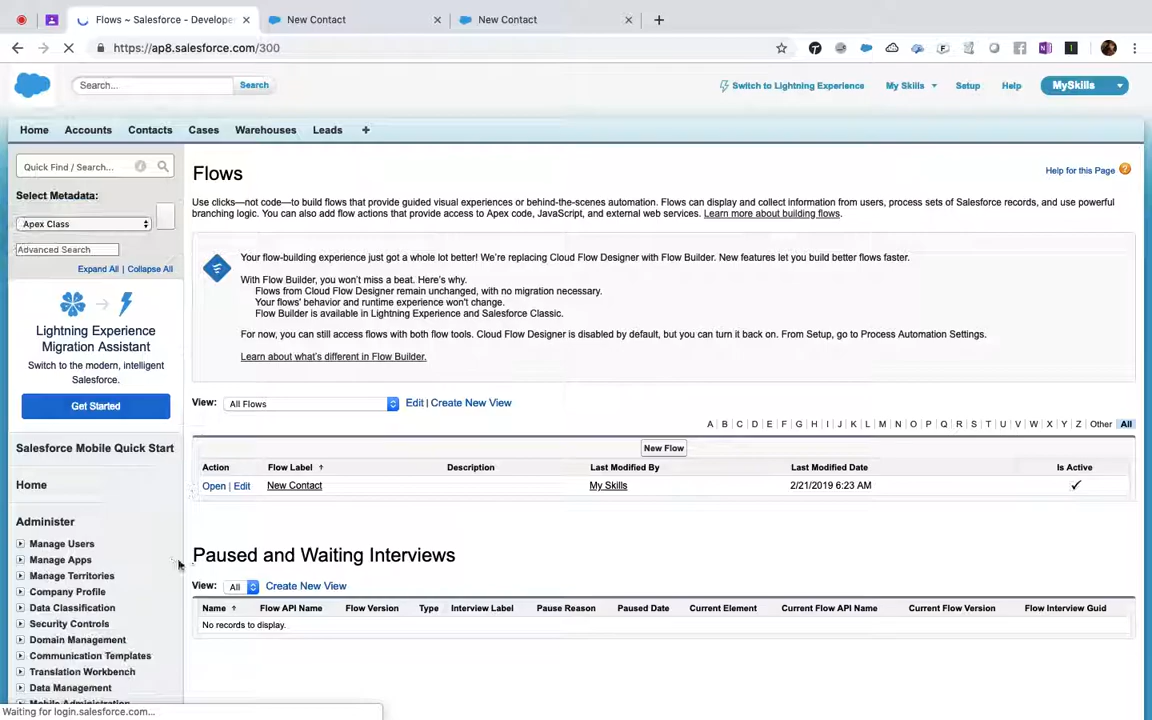 Flows ~ Salesforce - Develope
New Contact
New Contact
https://ap8.salesforce.com/300
Search...
Search
Switch to Lightning Experience
My Skills
Setup
Help
MySkills
Home
Accounts
Contacts
Cases
Warehouses
Leads
+
Quick Find / Search...
Select Metadata:
Apex Class
Advanced Search
Expand All | Collapse All
Lightning Experience
Migration Assistant
Switch to the modern, intelligent
Salesforce.
Get Started
Salesforce Mobile Quick Start
Home
Administer
Manage Users
Manage Apps
Manage Territories
Company Profile
Data Classification
Security Controls
Domain Management
Communication Templates
Translation Workbench
Data Management
Mobile Administration
Waiting for login.salesforce.com...
Flows
Help for this Page
Use clicks—not code—to build flows that provide guided visual experiences or behind-the-scenes automation. Flows can display and collect information from users, process sets of Salesforce records, and use powerful
branching logic. You can also add flow actions that provide access to Apex code, JavaScript, and external web services. Learn more about building flows.
Your flow-building experience just got a whole lot better! We're replacing Cloud Flow Designer with Flow Builder. New features let you build better flows faster.
With Flow Builder, you won't miss a beat. Here's why.
Flows from Cloud Flow Designer remain unchanged, with no migration necessary.
Your flows' behavior and runtime experience won't change.
Flow Builder is available in Lightning Experience and Salesforce Classic.
For now, you can still access flows with both flow tools. Cloud Flow Designer is disabled by default, but you can turn it back on. From Setup, go to Process Automation Settings.
Learn about what's different in Flow Builder.
View: All Flows Edit | Create New View
A B C D E F G H I J K L M N O P Q R S T U V W X Y Z Other All
New Flow
Action Flow Label Description Last Modified By Last Modified Date Is Active
Open | Edit New Contact My Skills 2/21/2019 6:23 AM
Paused and Waiting Interviews
View: All Create New View
Name Flow API Name Flow Version Type Interview Label Pause Reason Paused Date Current Element Current Flow API Name Current Flow Version Flow Interview Guid
No records to display.